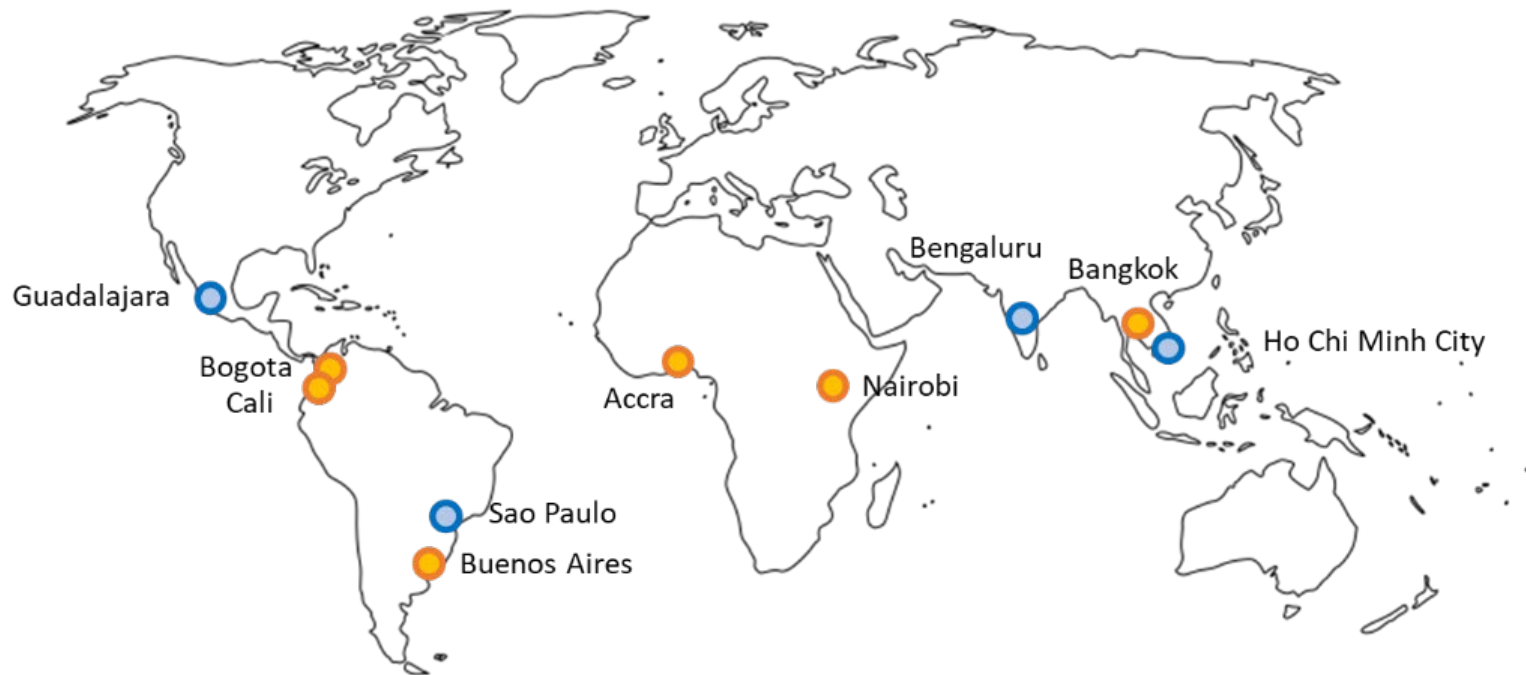 Bengaluru
Bangkok
Guadalajara
Ho Chi Minh City
Bogota
Cali
Accra
Nairobi
Sao Paulo
Buenos Aires